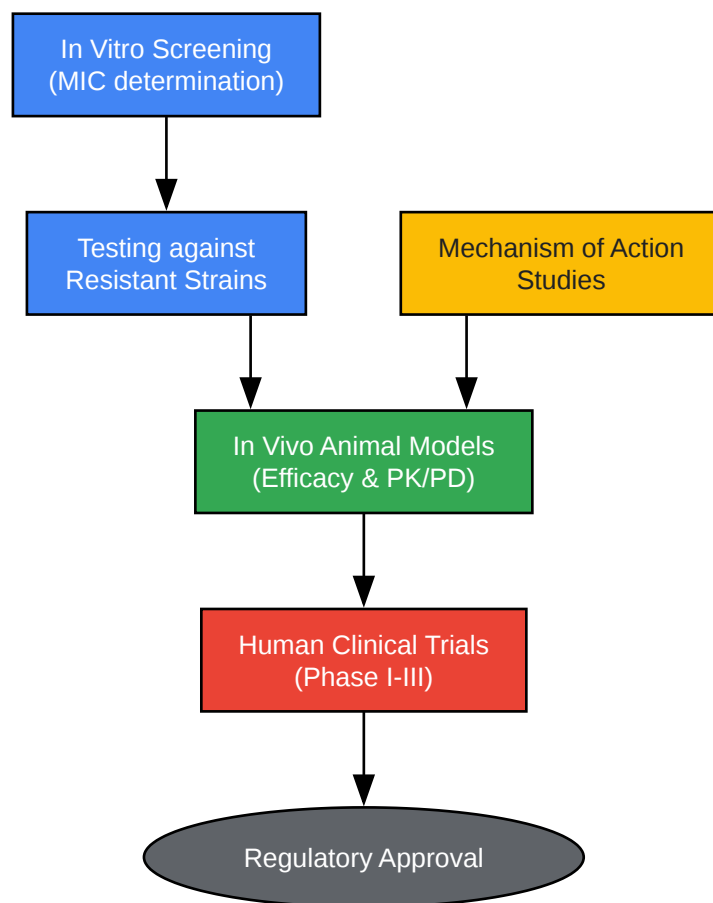 In Vitro Screening
(MIC determination)
Testing against
Resistant Strains
Mechanism of Action
Studies
In Vivo Animal Models
(Efficacy & PK/PD)
Human Clinical Trials
(Phase I-III)
Regulatory Approval